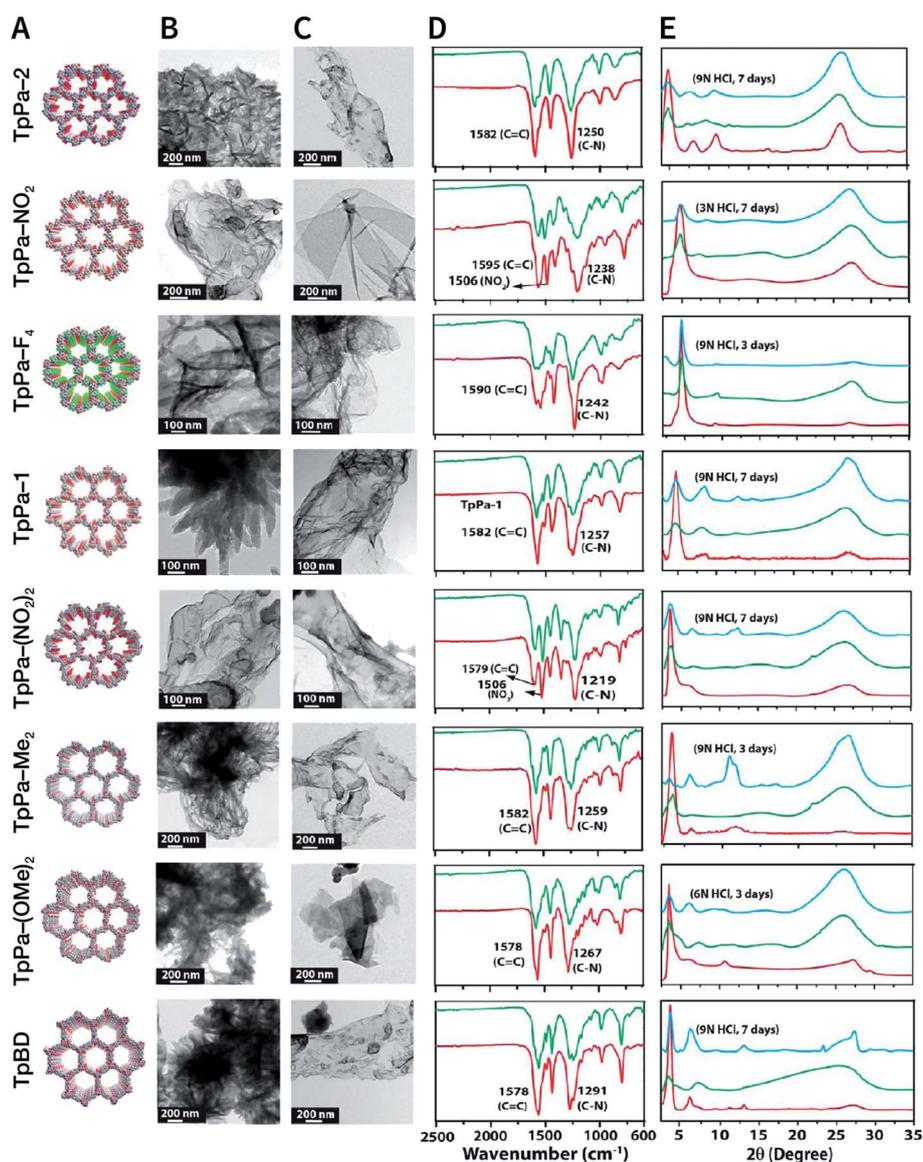 A B C D E
TpPa–2
200 nm
200 nm
1582 (C=C)
1250
(C-N)
(9N HCl, 7 days)
TpPa–NO₂
200 nm
200 nm
1595 (C=C)
1506 (NO₂)
1238
(C-N)
(3N HCl, 7 days)
TpPa–F₄
100 nm
100 nm
1590 (C=C)
1242
(C-N)
(9N HCl, 3 days)
TpPa–1
100 nm
100 nm
TpPa-1
1582 (C=C)
1257
(C-N)
(9N HCl, 7 days)
TpPa–(NO₂)₂
100 nm
100 nm
1579 (C=C)
1506
(NO₂)
1219
(C-N)
(9N HCl, 7 days)
TpPa–Me₂
200 nm
200 nm
1582
(C=C)
1259
(C-N)
(9N HCl, 3 days)
TpPa–(OMe)₂
200 nm
200 nm
1578
(C=C)
1267
(C-N)
(6N HCl, 3 days)
TpBD
200 nm
200 nm
1578
(C=C)
1291
(C-N)
(9N HCl, 7 days)
2500 2000 1500 1000 600
5 10 15 20 25 30 35
Wavenumber (cm⁻¹)
2θ (Degree)